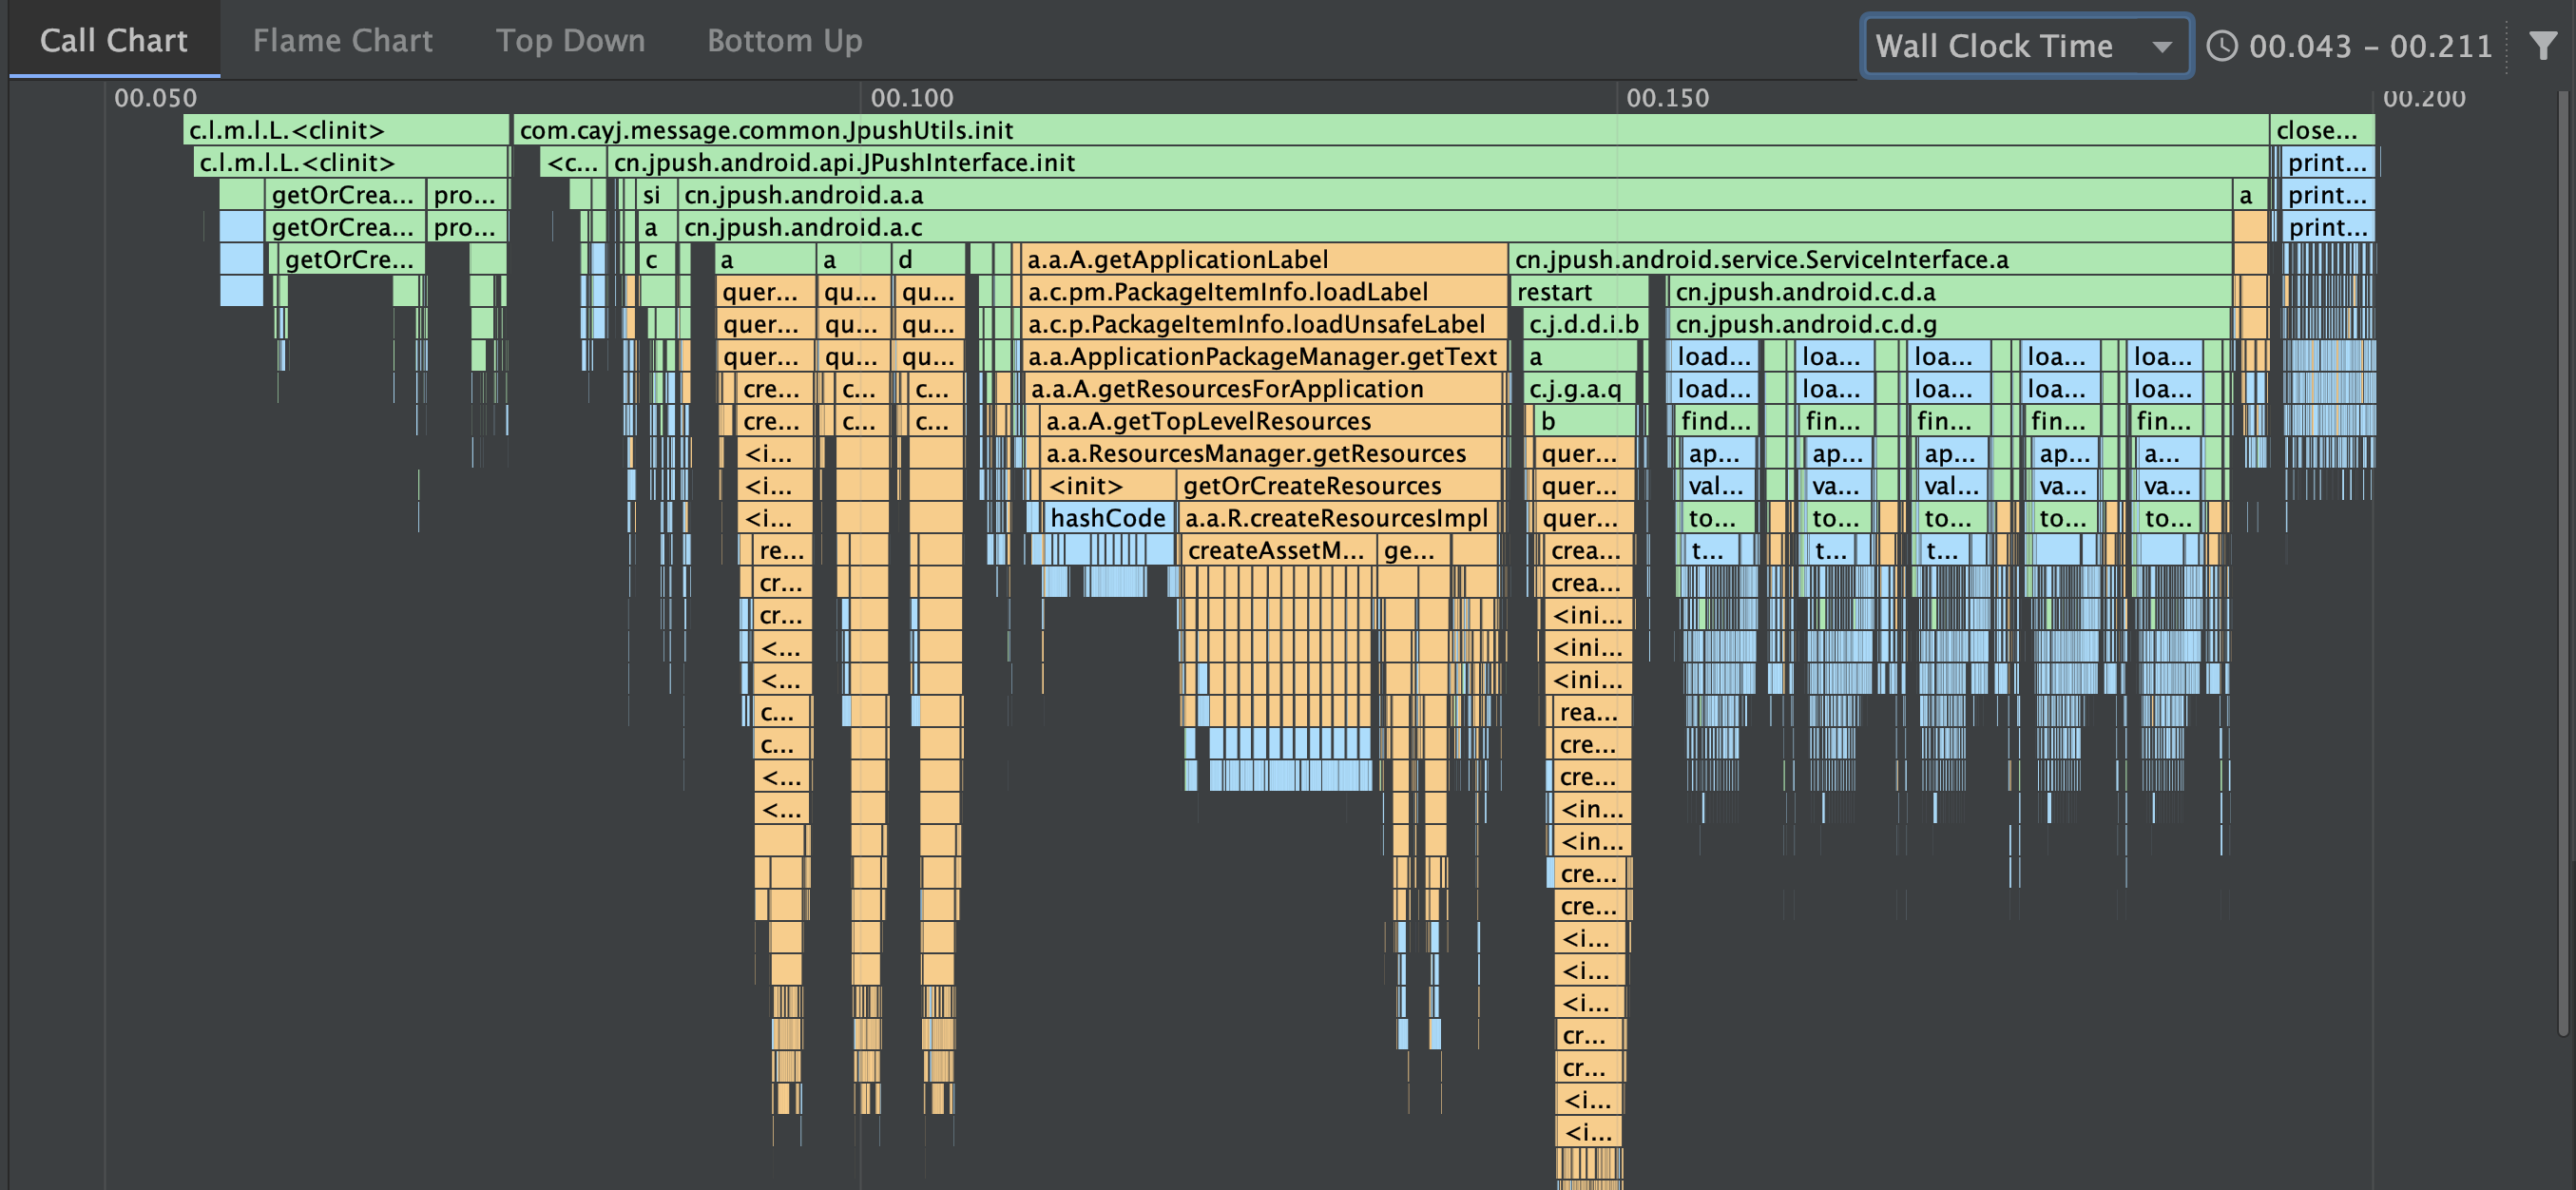 Call Chart Flame Chart Top Down Bottom Up Wall Clock Time 00.043 – 00.211
00.050 00.100 00.150 00.200
c.l.m.l.L.<clinit> com.cayj.message.common.JpushUtils.init close...
c.l.m.l.L.<clinit> <c... cn.jpush.android.api.JPushInterface.init print...
getOrCrea... pro... si cn.jpush.android.a.a a print...
getOrCrea... pro... a cn.jpush.android.a.c print...
getOrCre... c a a d a.a.A.getApplicationLabel cn.jpush.android.service.ServiceInterface.a
quer... qu... qu... a.c.pm.PackageItemInfo.loadLabel restart cn.jpush.android.c.d.a
quer... qu... qu... a.c.p.PackageItemInfo.loadUnsafeLabel c.j.d.d.i.b cn.jpush.android.c.d.g
quer... qu... qu... a.a.ApplicationPackageManager.getText a load... loa... loa... loa... loa...
cre... c... c... a.a.A.getResourcesForApplication c.j.g.a.q load... loa... loa... loa... loa...
cre... c... c... a.a.A.getTopLevelResources b find... fin... fin... fin... fin...
<i... a.a.ResourcesManager.getResources quer... ap... ap... ap... ap... a...
<i... <init> getOrCreateResources quer... val... va... val... va... va...
<i... hashCode a.a.R.createResourcesImpl quer... to... to... to... to... to...
re... createAssetM... ge... crea... t... t... t...
cr... crea...
cr... <ini...
<... <ini...
<... <ini...
c... rea...
c... cre...
<... cre...
<... <in...
<in...
cre...
cre...
<i...
<i...
<i...
cr...
cr...
<i...
<i...